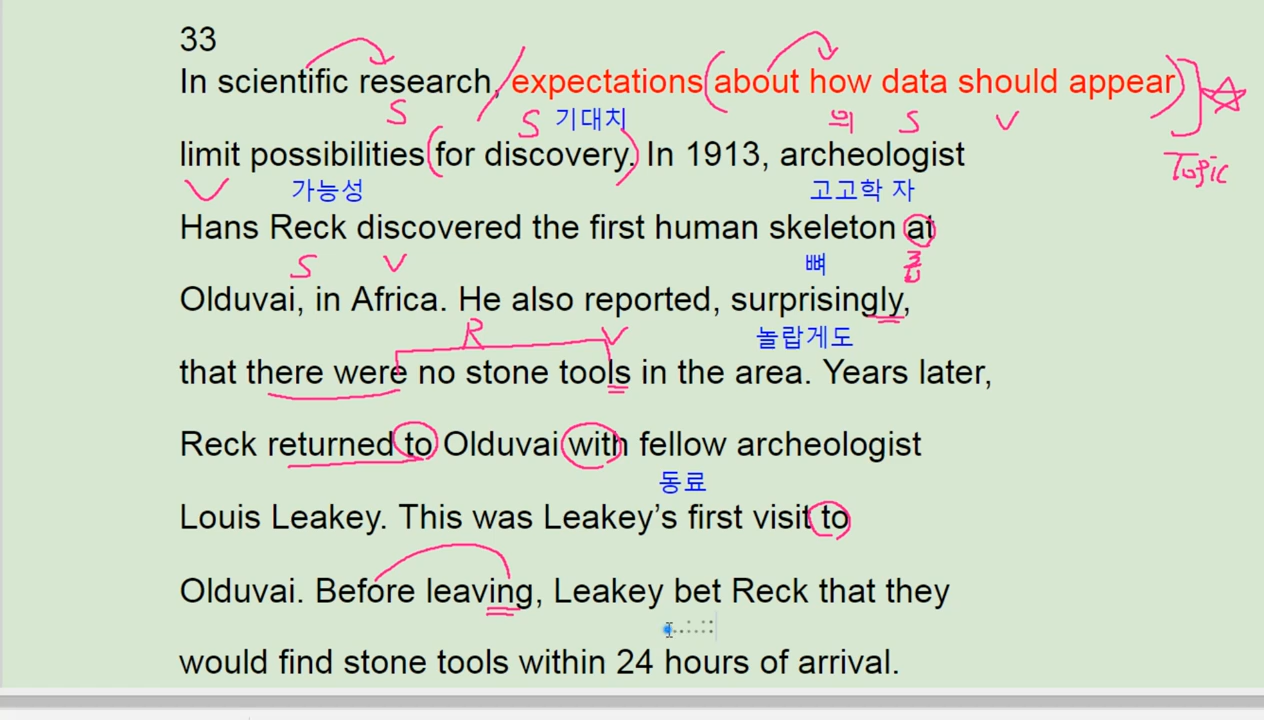 33
In scientific research, expectations (about how data should appear)
S S 기대치 의 S V
limit possibilities (for discovery.) In 1913, archeologist
Topic
V 가능성 고고학 자
Hans Reck discovered the first human skeleton at
S V 뼈
Olduvai, in Africa. He also reported, surprisingly,
R V 놀랍게도
that there were no stone tools in the area. Years later,
Reck returned to Olduvai with fellow archeologist
동료
Louis Leakey. This was Leakey’s first visit to
Olduvai. Before leaving, Leakey bet Reck that they
would find stone tools within 24 hours of arrival.